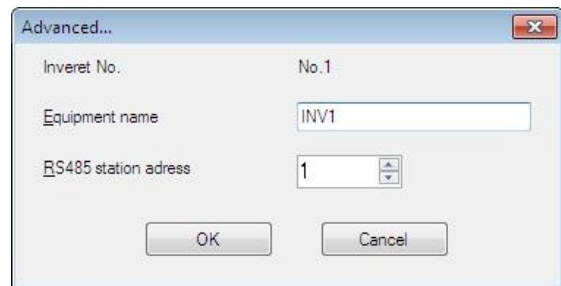 Advanced...
Inveret No. No.1
Equipment name INV1
RS485 station adress 1
OK Cancel